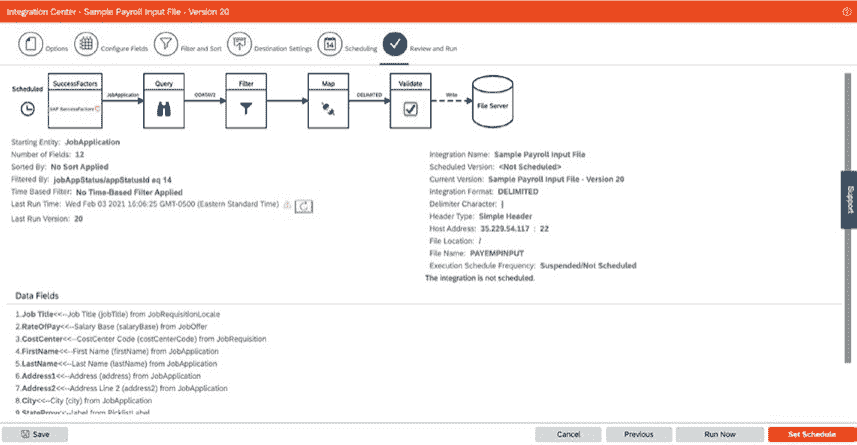 Integration Center - Sample Payroll Input File - Version 20
Options
Configure Fields
Filter and Sort
Destination Settings
14
Scheduling
Review and Run
Scheduled
SuccessFactors
SAP SuccessFactors
JobApplication
Query
ODATAV2
Filter
Map
DELIMITED
Validate
Write
File Server
Starting Entity: JobApplication
Number of Fields: 12
Sorted By: No Sort Applied
Filtered By: jobAppStatus/appStatusId eq 14
Time Based Filter: No Time-Based Filter Applied
Last Run Time: Wed Feb 03 2021 16:06:25 GMT-0500 (Eastern Standard Time)
Last Run Version: 20
Integration Name: Sample Payroll Input File
Scheduled Version: <Not Scheduled>
Current Version: Sample Payroll Input File - Version 20
Integration Format: DELIMITED
Delimiter Character: |
Header Type: Simple Header
Host Address: 35.229.54.117 : 22
File Location: /
File Name: PAYEMPINPUT
Execution Schedule Frequency: Suspended/Not Scheduled
The integration is not scheduled.
Support
Data Fields
1.Job Title<<--Job Title (jobTitle) from JobRequisitionLocale
2.RateOfPay<<--Salary Base (salaryBase) from JobOffer
3.CostCenter<<--CostCenter Code (costCenterCode) from JobRequisition
4.FirstName<<--First Name (firstName) from JobApplication
5.LastName<<--Last Name (lastName) from JobApplication
6.Address1<<--Address (address) from JobApplication
7.Address2<<--Address Line 2 (address2) from JobApplication
8.City<<--City (city) from JobApplication
9.StateProv<<--label from PicklistLabel
Save
Cancel
Previous
Run Now
Set Schedule